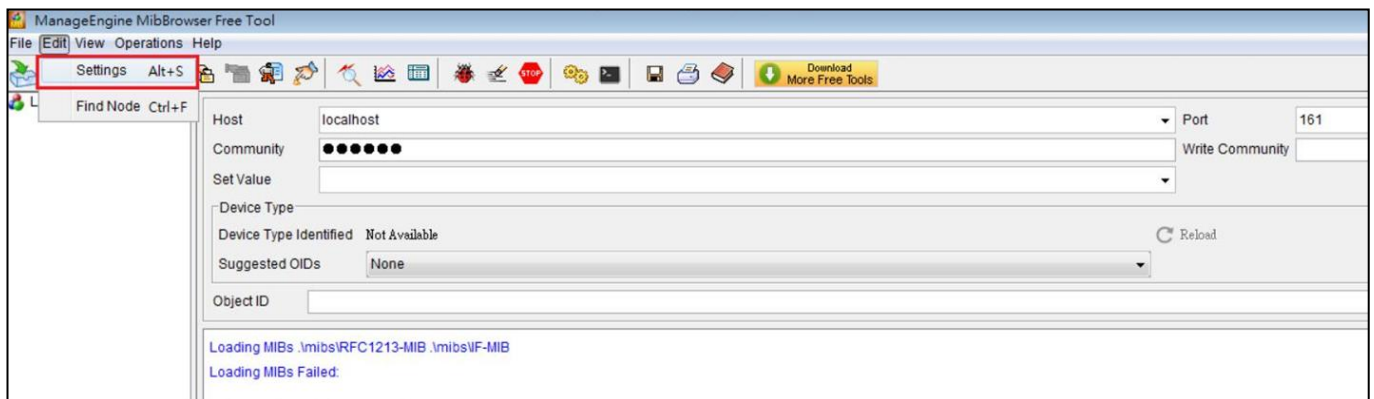 ManageEngine MibBrowser Free Tool
File Edit View Operations Help
Settings Alt+S
Find Node Ctrl+F
STOP
Download
More Free Tools
L
Host localhost Port 161
Community ●●●●●● Write Community
Set Value
Device Type
Device Type Identified Not Available Reload
Suggested OIDs None
Object ID
Loading MIBs .\mibs\RFC1213-MIB .\mibs\IF-MIB
Loading MIBs Failed: